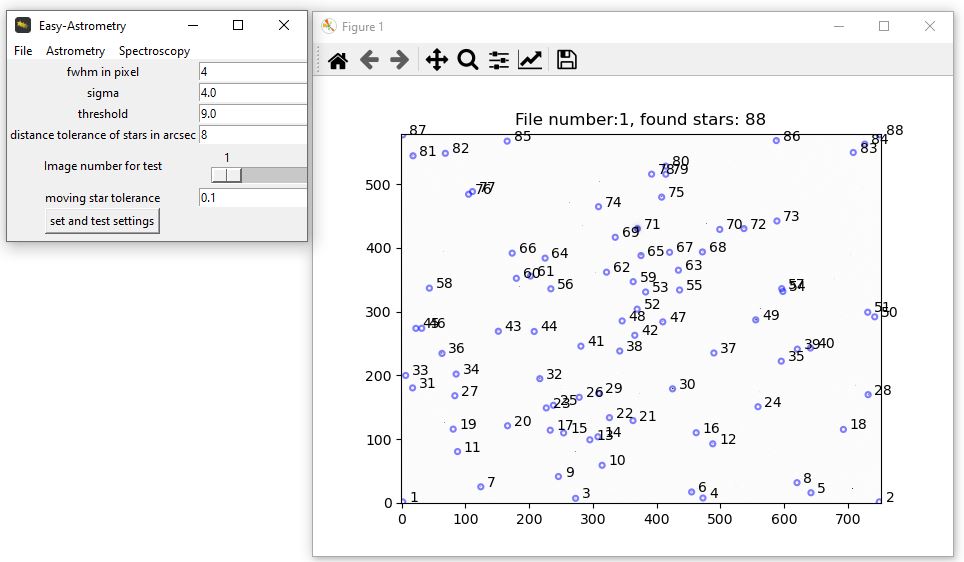 Easy-Astrometry
File Astrometry Spectroscopy
fwhm in pixel 4
sigma 4.0
threshold 9.0
distance tolerance of stars in arcsec 8
1
Image number for test
moving star tolerance 0.1
set and test settings
Figure 1
File number:1, found stars: 88
87 85 86 88
84
81 82 83
80
78 79
500
76 77
75
74
73
71 70 72
69
400
66 67 68
64 65
63
62
60 61
59
58 56 53 55 57 54
52
300
51 50
48 47 49
45 46
43 44
42
41 39 40
36 38 37
35
33 34 32
200
31
29 30
27 26 28
25
23 24
22 21
20
19 17 15 16 18
14
100
13
12
11
10
9
8
7
6 5
3 4
0 1 2
0 100 200 300 400 500 600 700